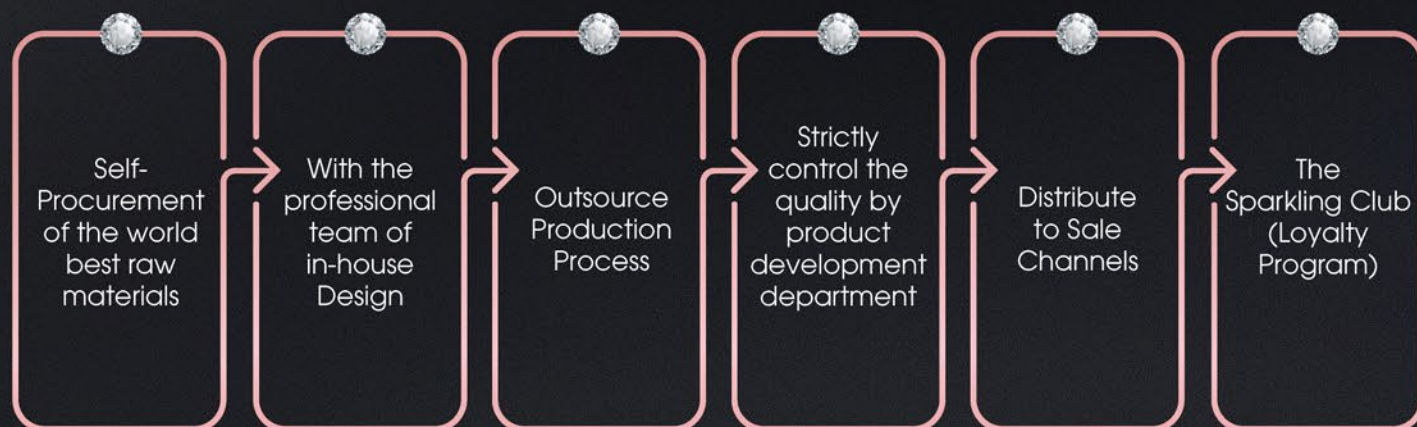 Self-
Procurement
of the world
best raw
materials
With the
professional
team of
in-house
Design
Outsource
Production
Process
Strictly
control the
quality by
product
development
department
Distribute
to Sale
Channels
The
Sparkling Club
(Loyalty
Program)